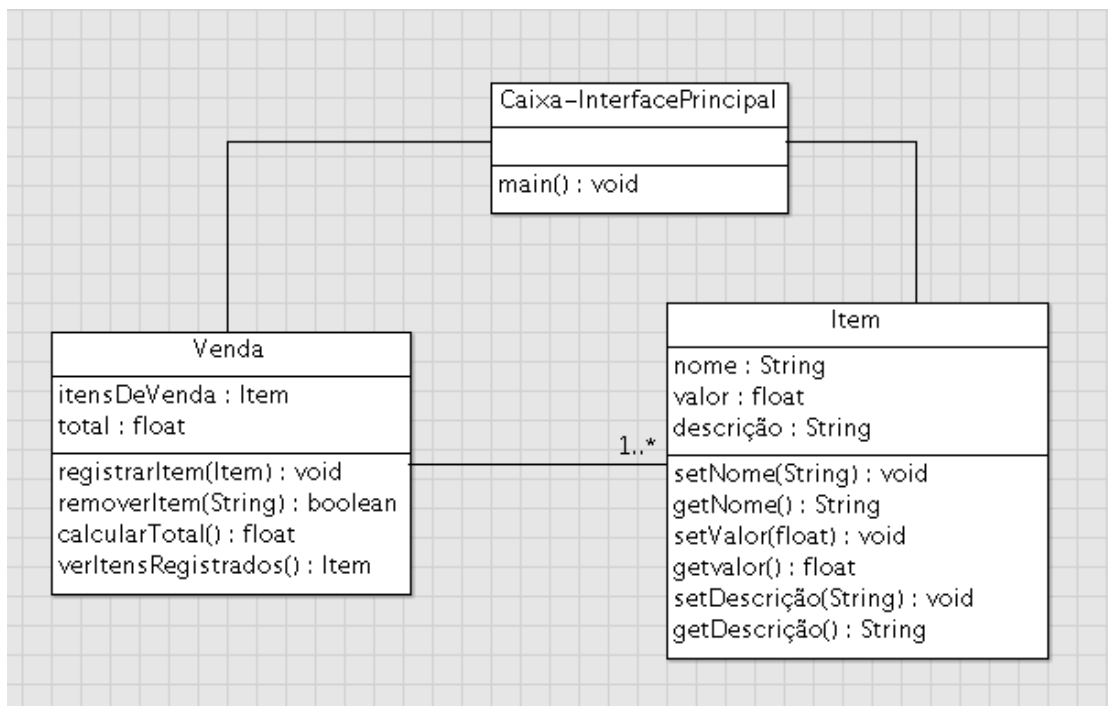 Caixa-InterfacePrincipal
main() : void
Venda
itensDeVenda : Item
total : float
registrarItem(Item) : void
removerItem(String) : boolean
calcularTotal() : float
verItensRegistrados() : Item
1..*
Item
nome : String
valor : float
descrição : String
setNome(String) : void
getNome() : String
setValor(float) : void
getvalor() : float
setDescrição(String) : void
getDescrição() : String